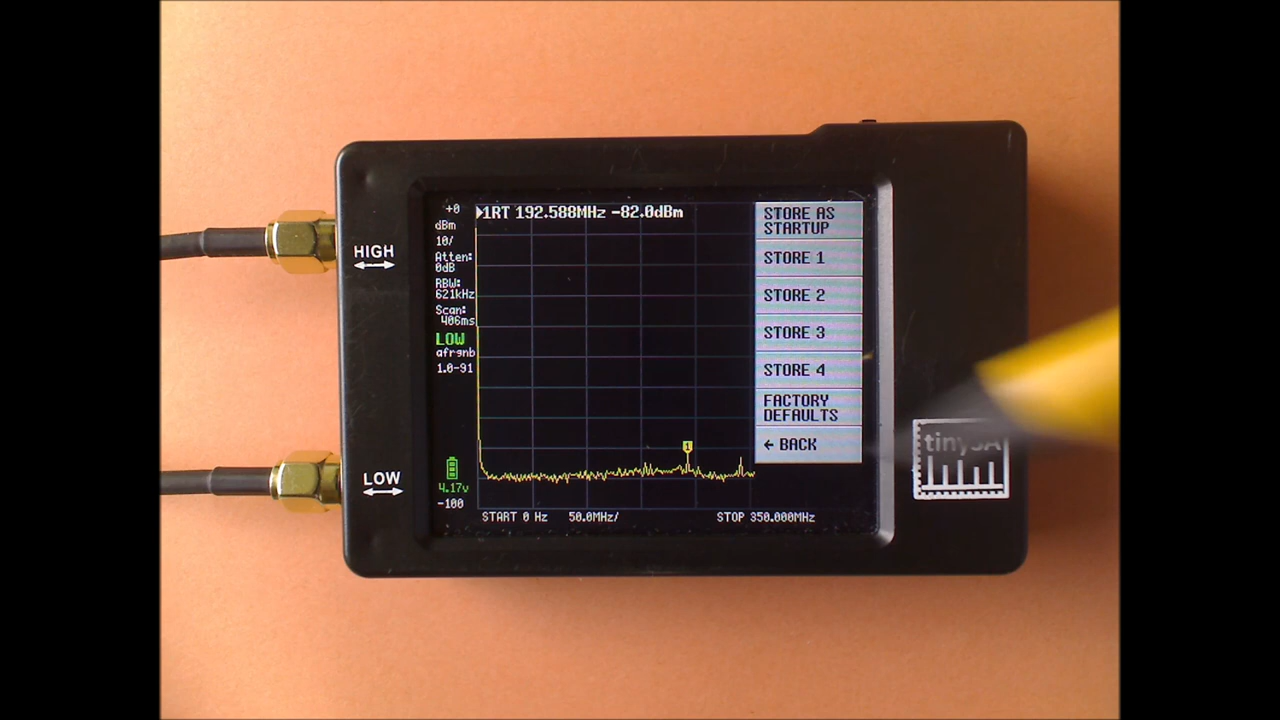 +0
dBm
10/
Atten:
0dB
RBW:
621kHz
Scan:
406ms
LOW
afrgnb
1.0-91
4.17v
-100
1RT 192.588MHz -82.0dBm
1
START 0 Hz 50.0MHz/ STOP 350.000MHz
STORE AS
STARTUP
STORE 1
STORE 2
STORE 3
STORE 4
FACTORY
DEFAULTS
← BACK
HIGH
LOW
tinySA